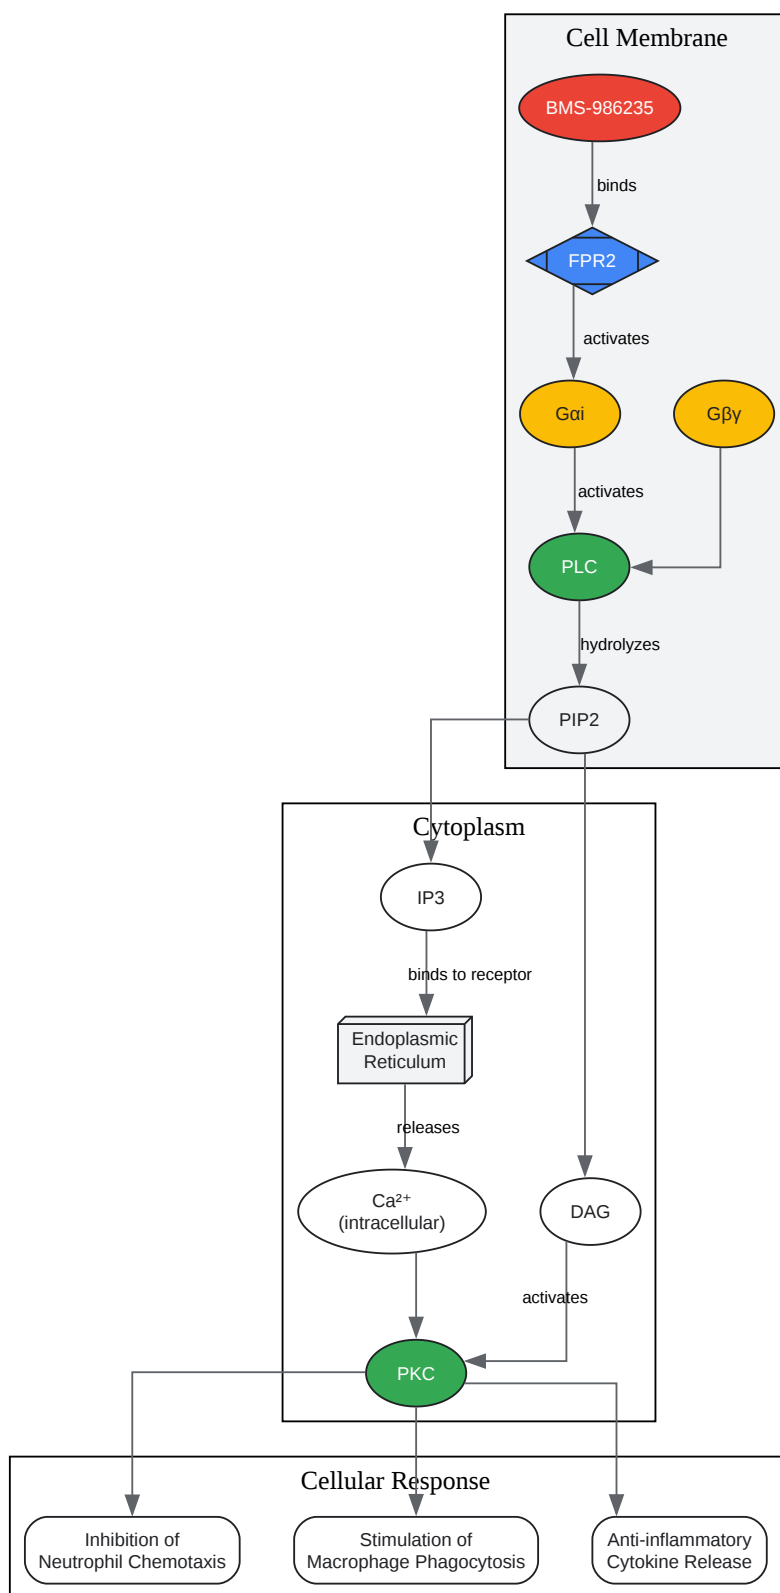 Cell Membrane
BMS-986235
binds
FPR2
activates
Gαi
Gβγ
activates
PLC
hydrolyzes
PIP2
Cytoplasm
IP3
binds to receptor
Endoplasmic
Reticulum
releases
Ca²⁺
(intracellular)
DAG
activates
PKC
Cellular Response
Inhibition of
Neutrophil Chemotaxis
Stimulation of
Macrophage Phagocytosis
Anti-inflammatory
Cytokine Release